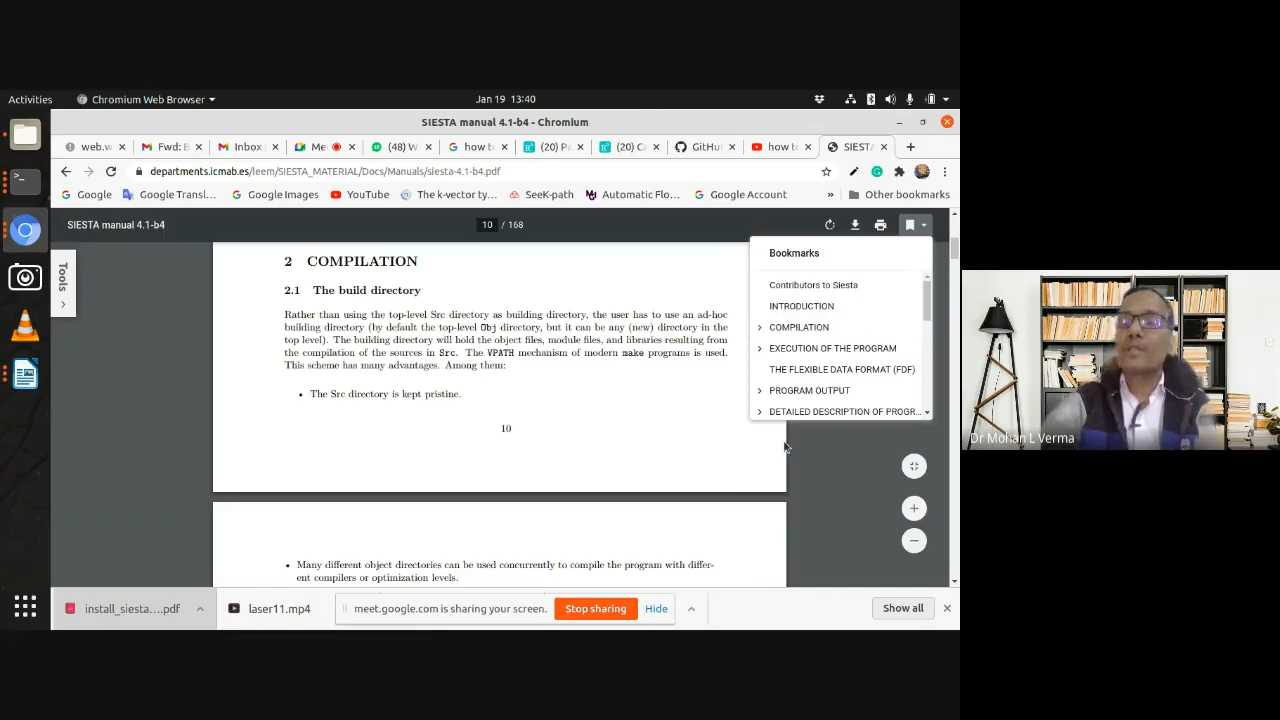 Activities
Chromium Web Browser
Jan 19 13:40
SIESTA manual 4.1-b4 - Chromium
web.w
Fwd: B
Inbox
Me
(48) W
how to
(20) Pa
(20) Ca
GitHu
how to
SIEST
departments.icmab.es/leem/SIESTA_MATERIAL/Docs/Manuals/siesta-4.1-b4.pdf
Google
Google Transl...
Google Images
YouTube
The k-vector ty...
SeeK-path
Automatic Flo...
Google Account
»
Other bookmarks
SIESTA manual 4.1-b4
10 / 168
Tools
Bookmarks
Contributors to Siesta
INTRODUCTION
COMPILATION
EXECUTION OF THE PROGRAM
THE FLEXIBLE DATA FORMAT (FDF)
PROGRAM OUTPUT
DETAILED DESCRIPTION OF PROGR...
2 COMPILATION
2.1 The build directory
Rather than using the top-level Src directory as building directory, the user has to use an ad-hoc
building directory (by default the top-level Obj directory, but it can be any (new) directory in the
top level). The building directory will hold the object files, module files, and libraries resulting from
the compilation of the sources in Src. The VPATH mechanism of modern make programs is used.
This scheme has many advantages. Among them:
• The Src directory is kept pristine.
10
• Many different object directories can be used concurrently to compile the program with differ-
ent compilers or optimization levels.
Dr Mohan L Verma
install_siesta....pdf
laser11.mp4
meet.google.com is sharing your screen.
Stop sharing
Hide
Show all